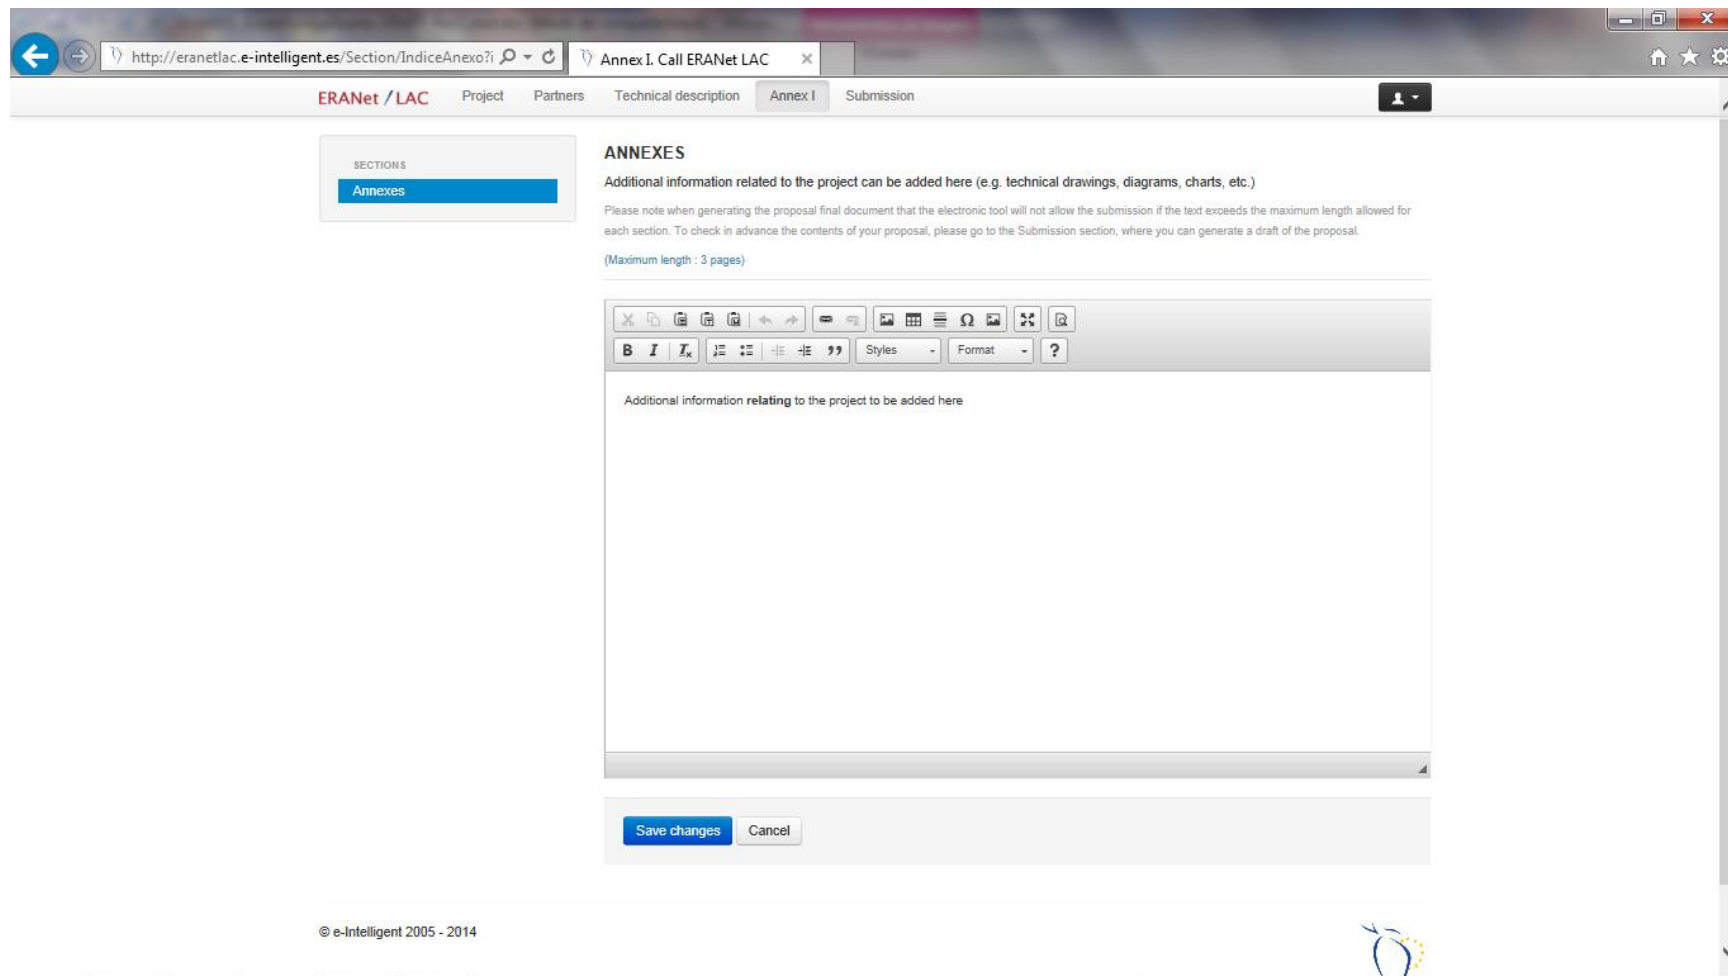 http://eranetlac.e-intelligent.es/Section/IndiceAnexo?i
Annex I. Call ERANet LAC
ERANet / LAC Project Partners Technical description Annex I Submission
SECTIONS
Annexes
ANNEXES
Additional information related to the project can be added here (e.g. technical drawings, diagrams, charts, etc.)
Please note when generating the proposal final document that the electronic tool will not allow the submission if the text exceeds the maximum length allowed for
each section. To check in advance the contents of your proposal, please go to the Submission section, where you can generate a draft of the proposal.
(Maximum length : 3 pages)
B I Ix Styles Format ?
Additional information relating to the project to be added here
Save changes Cancel
© e-Intelligent 2005 - 2014